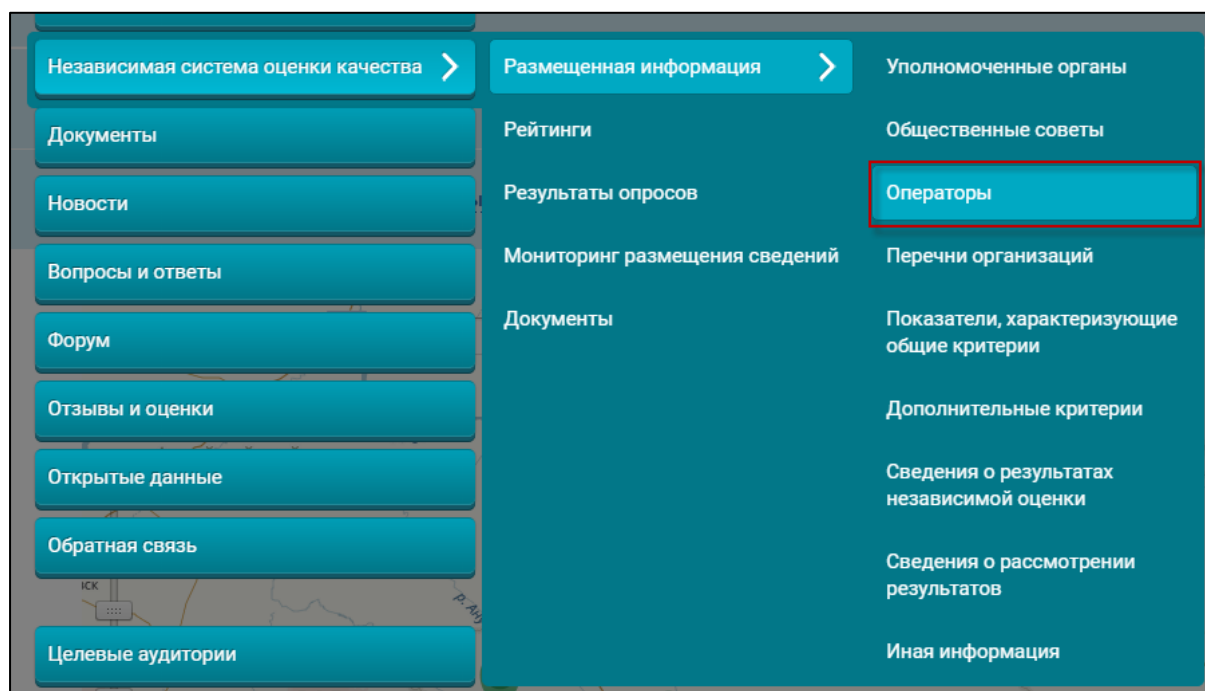 Независимая система оценки качества
Документы
Новости
Вопросы и ответы
Форум
Отзывы и оценки
Открытые данные
Обратная связь
Целевые аудитории
Размещенная информация
Рейтинги
Результаты опросов
Мониторинг размещения сведений
Документы
Уполномоченные органы
Общественные советы
Операторы
Перечни организаций
Показатели, характеризующие
общие критерии
Дополнительные критерии
Сведения о результатах
независимой оценки
Сведения о рассмотрении
результатов
Иная информация